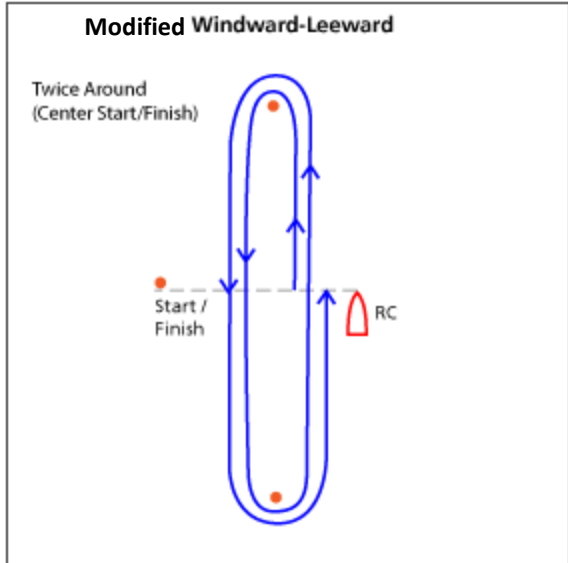 Modified Windward-Leeward
Twice Around
(Center Start/Finish)
Start /
Finish
RC